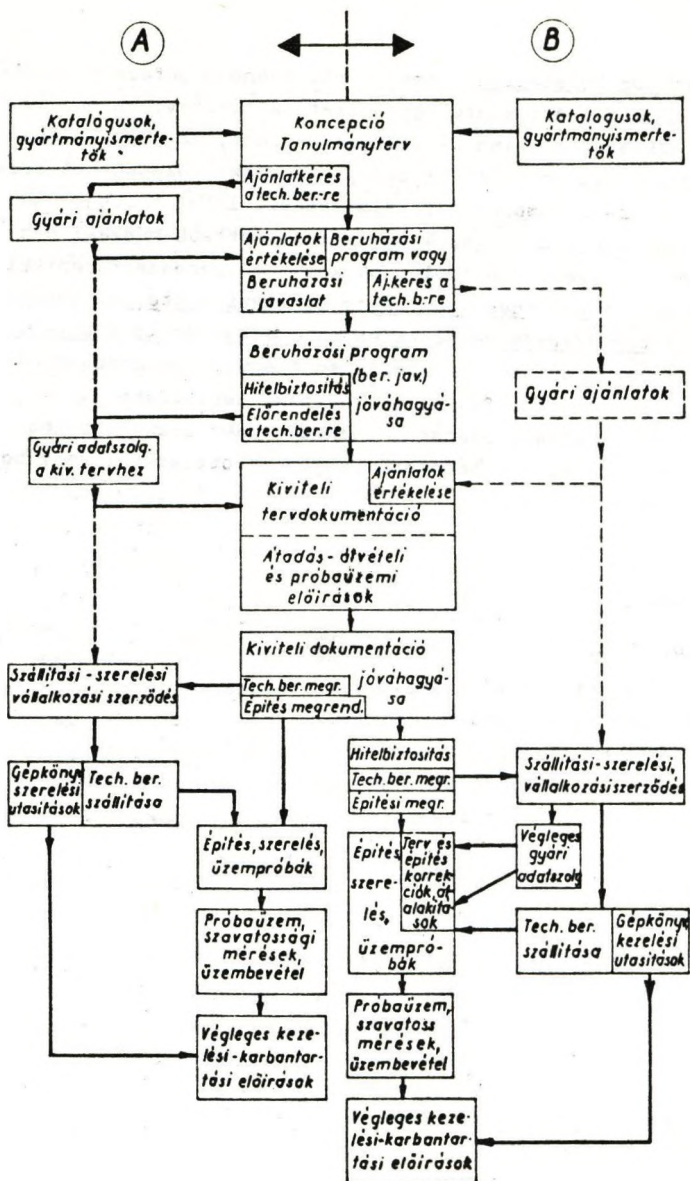 A
B
Katalógusok,
gyártmányismerte-
tők
Koncepció
Tanulmányterv
Katalogusok,
gyártmányismerte-
tők
Ajánlatkérés
a tech. ber.-re
Gyári ajánlatok
Ajánlatok
értékelése
Beruházási
program vagy
Beruházási
javaslat
Aj.kérés a
tech. b-re
Beruházási program
(ber. jav.)
jóváhagyá-
sa
Hitelbiztosítás
Előrendelés
a tech. ber. re
Gyári ajánlatok
Gyári adatszolg.
a kiv. tervhez
Kiviteli
tervdokumentáció
Ajánlatok
értékelése
Átadás-átvételi
és próbaüzemi
előírások
Kiviteli dokumentáció
jóváhagyá-
sa
Tech. ber. megr.
Építés megrend.
Szállítási-szerelési
vállalkozási szerződés
Hitelbiztosítás
Tech. ber. megr.
Építési megr.
Szállítási-szerelési,
vállalkozási szerződés
Gépkönyv
szerelési
utasítások
Tech. ber.
szállítása
Építés, szerelés,
üzempróbák
Építés,
szere-
lés,
üzempró-
bák
Terv és
építés
korrek-
ciók, át-
alakítá-
sok
Végleges
gyári
adatszolg
Tech. ber.
szállítása
Gépkönyv,
kezelési
utasítások
Próbaüzem,
szavatossági
mérések,
üzembevétel
Próbaüzem,
szavatoss
mérések,
üzembevétel
Végleges keze-
lési-karbantar-
tási előírások
Végleges keze-
lési-karbantar-
tási előírások